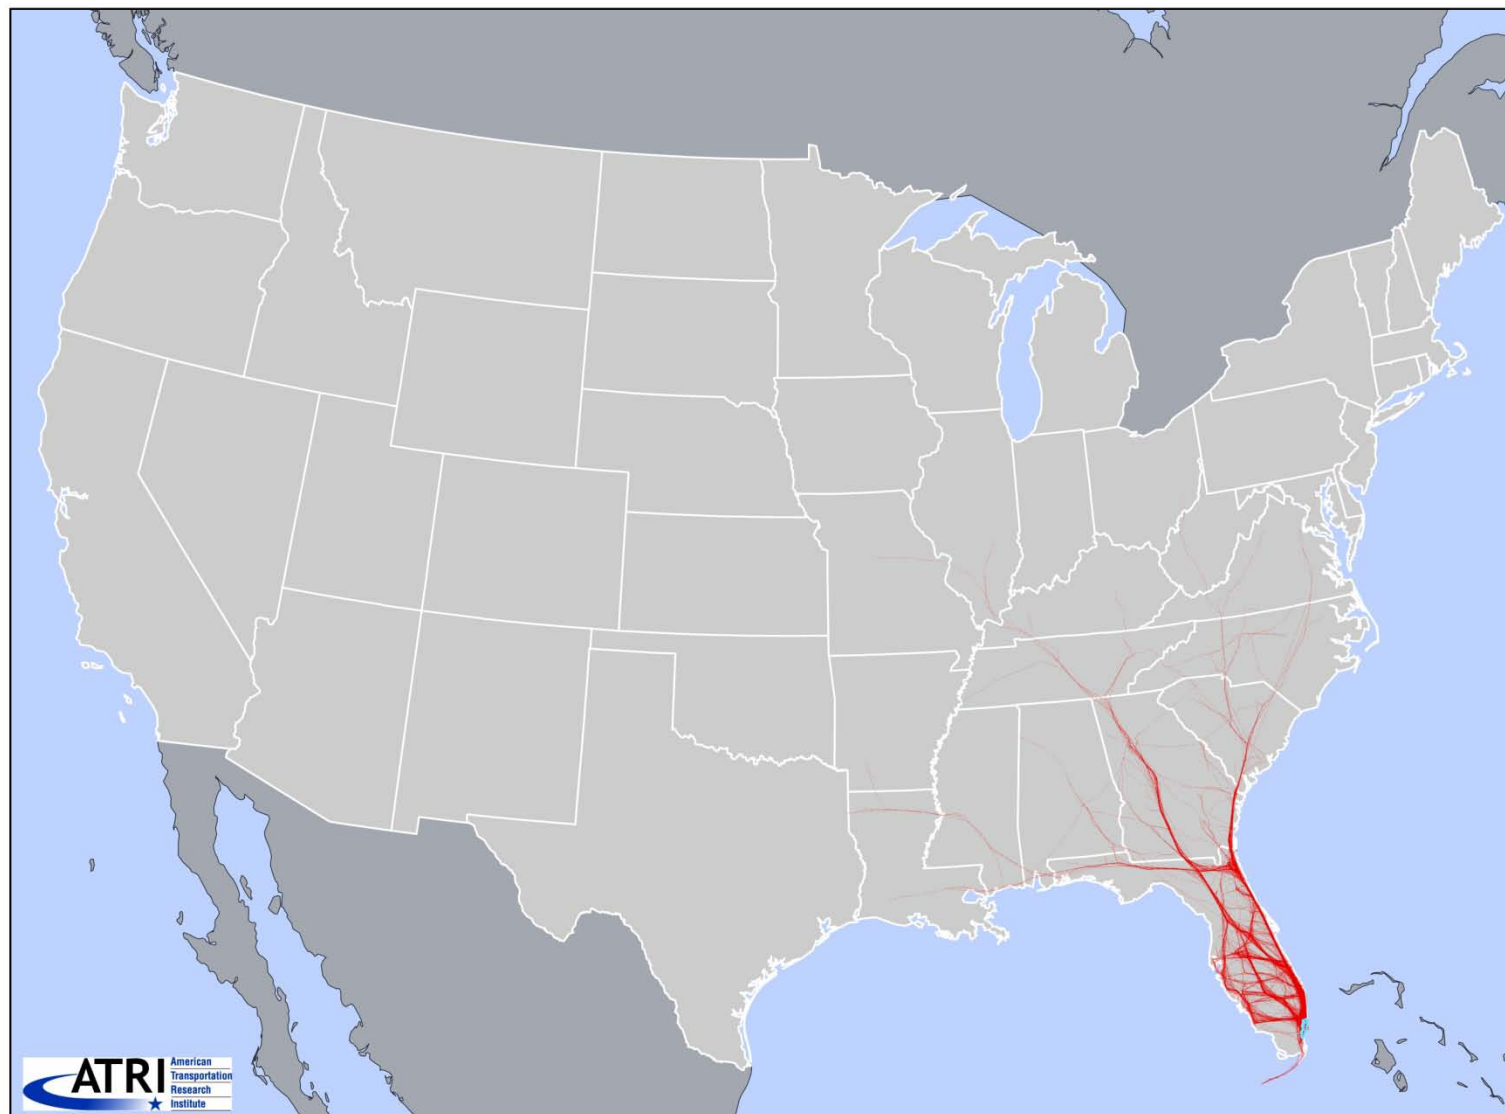 ATRI
American
Transportation
Research
Institute